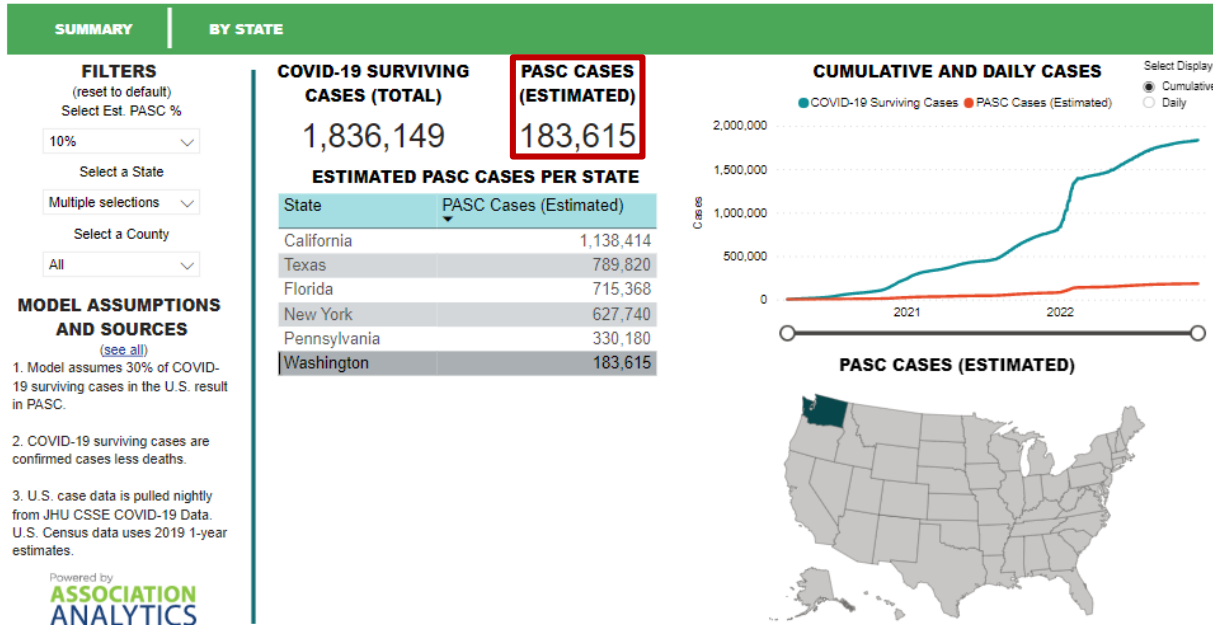 SUMMARY
BY STATE
FILTERS
(reset to default)
Select Est. PASC %
10%
Select a State
Multiple selections
Select a County
All
MODEL ASSUMPTIONS
AND SOURCES
(see all)
1. Model assumes 30% of COVID-
19 surviving cases in the U.S. result
in PASC.
2. COVID-19 surviving cases are
confirmed cases less deaths.
3. U.S. case data is pulled nightly
from JHU CSSE COVID-19 Data.
U.S. Census data uses 2019 1-year
estimates.
Powered by
ASSOCIATION
ANALYTICS
COVID-19 SURVIVING
CASES (TOTAL)
1,836,149
PASC CASES
(ESTIMATED)
183,615
ESTIMATED PASC CASES PER STATE
State PASC Cases (Estimated)
California 1,138,414
Texas 789,820
Florida 715,368
New York 627,740
Pennsylvania 330,180
Washington 183,615
CUMULATIVE AND DAILY CASES
Select Display
Cumulative
Daily
COVID-19 Surviving Cases PASC Cases (Estimated)
2,000,000
1,500,000
1,000,000
500,000
0
Cases
2021 2022
PASC CASES (ESTIMATED)